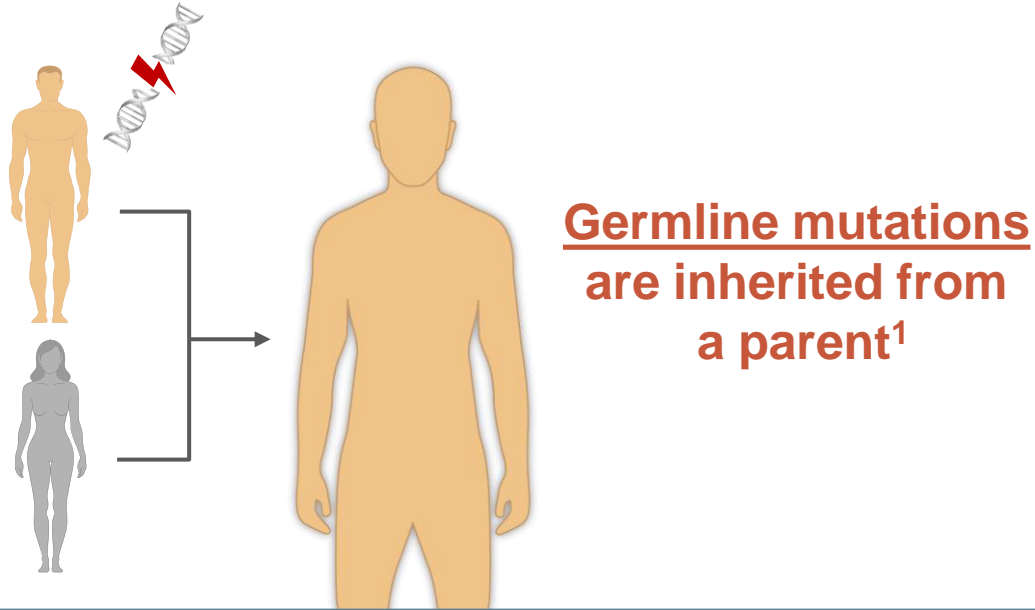 Germline mutations
are inherited from
a parent¹